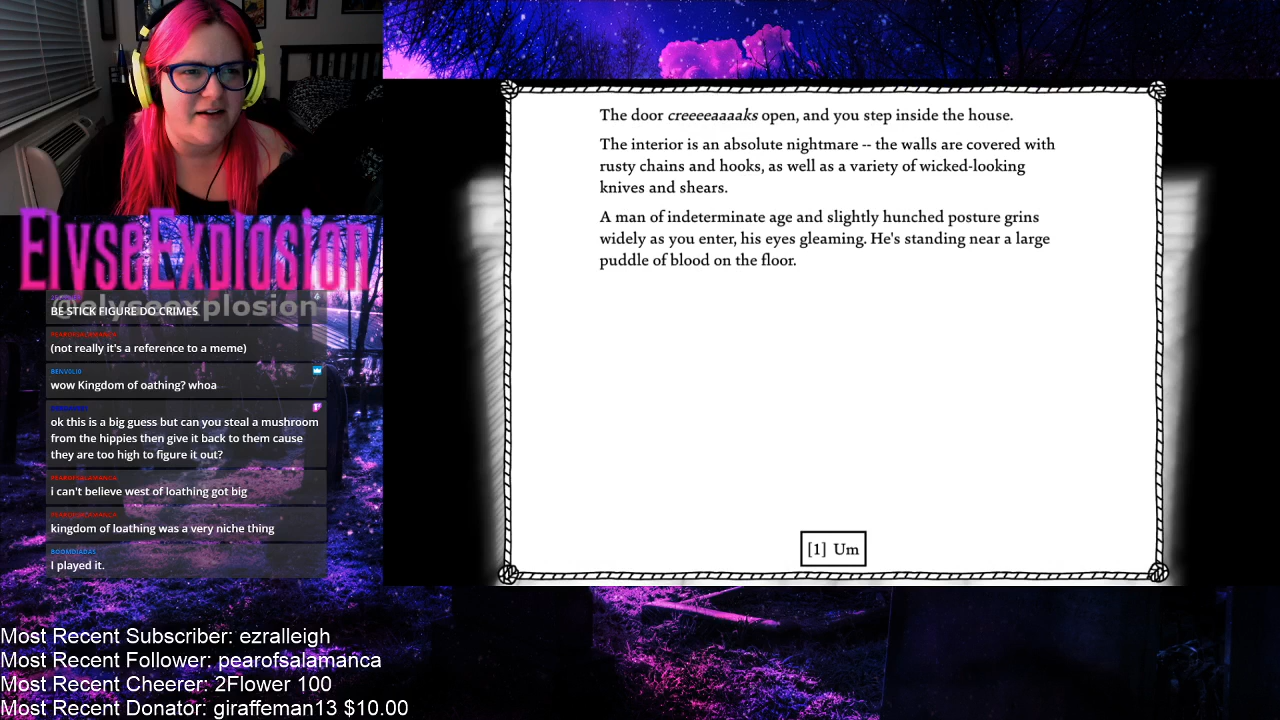 The door creeeeaaaaks open, and you step inside the house.
The interior is an absolute nightmare -- the walls are covered with
rusty chains and hooks, as well as a variety of wicked-looking
knives and shears.
A man of indeterminate age and slightly hunched posture grins
widely as you enter, his eyes gleaming. He's standing near a large
puddle of blood on the floor.
[1] Um
ElyseExplosion
@elyseexplosion
BE STICK FIGURE DO CRIMES
PEAROFSALAMANCA
(not really it's a reference to a meme)
BENV0LI0
wow Kingdom of oathing? whoa
ok this is a big guess but can you steal a mushroom
from the hippies then give it back to them cause
they are too high to figure it out?
PEAROFSALAMANCA
i can't believe west of loathing got big
PEAROFSALAMANCA
kingdom of loathing was a very niche thing
BOOMDIADAS
I played it.
Most Recent Subscriber: ezralleigh
Most Recent Follower: pearofsalamanca
Most Recent Cheerer: 2Flower 100
Most Recent Donator: giraffeman13 $10.00